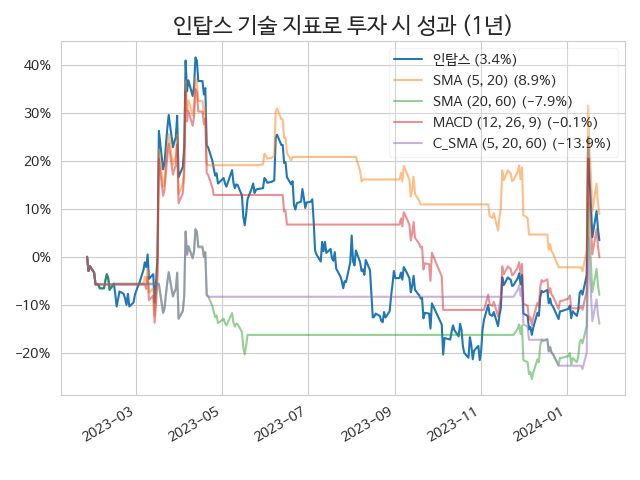 인탑스 기술 지표로 투자 시 성과 (1년)
인탑스 (3.4%)
SMA (5, 20) (8.9%)
SMA (20, 60) (−7.9%)
MACD (12, 26, 9) (−0.1%)
C_SMA (5, 20, 60) (−13.9%)
40%
30%
20%
10%
0%
−10%
−20%
2023−03
2023−05
2023−07
2023−09
2023−11
2024−01